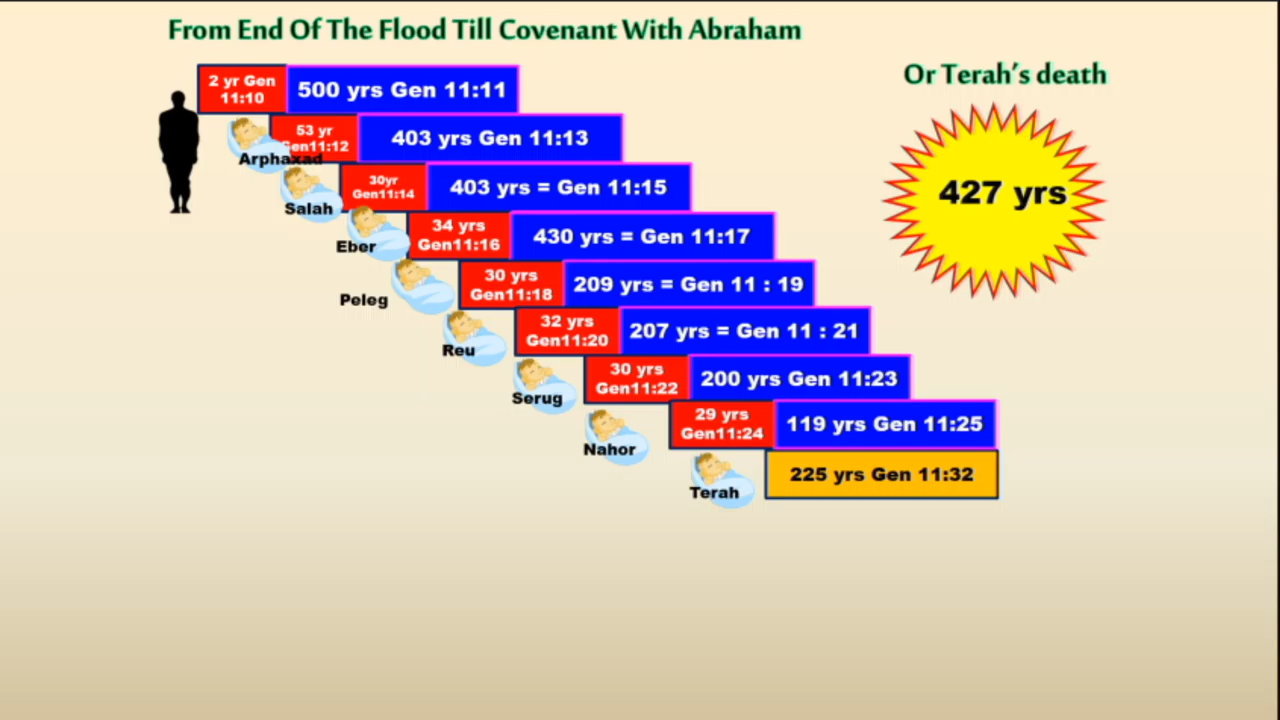 From End Of The Flood Till Covenant With Abraham
Or Terah's death
427 yrs
2 yr Gen
11:10
500 yrs Gen 11:11
53 yr
Gen11:12
403 yrs Gen 11:13
Arphaxad
30yr
Gen11:14
403 yrs = Gen 11:15
Salah
34 yrs
Gen11:16
430 yrs = Gen 11:17
Eber
30 yrs
Gen11:18
209 yrs = Gen 11 : 19
Peleg
32 yrs
Gen11:20
207 yrs = Gen 11 : 21
Reu
30 yrs
Gen11:22
200 yrs Gen 11:23
Serug
29 yrs
Gen11:24
119 yrs Gen 11:25
Nahor
225 yrs Gen 11:32
Terah